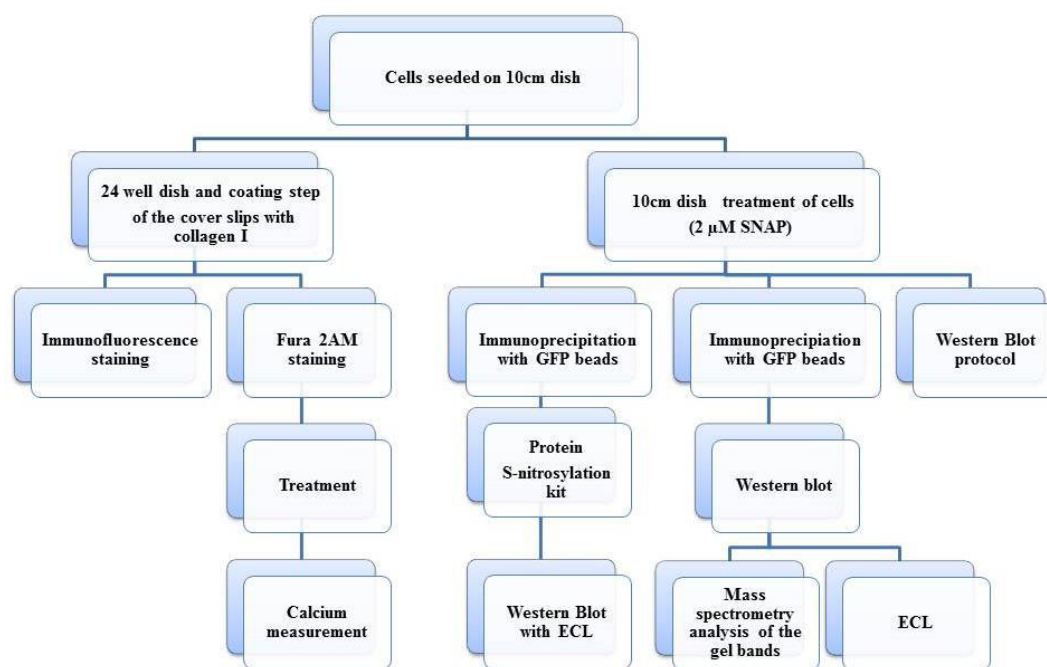 Cells seeded on 10cm dish
24 well dish and coating step
of the cover slips with
collagen I
10cm dish treatment of cells
(2 µM SNAP)
Immunofluorescence
staining
Fura 2AM
staining
Immunoprecipitation
with GFP beads
Immunoprecipiation
with GFP beads
Western Blot
protocol
Treatment
Protein
S-nitrosylation
kit
Western blot
Calcium
measurement
Western Blot
with ECL
Mass
spectrometry
analysis of the
gel bands
ECL